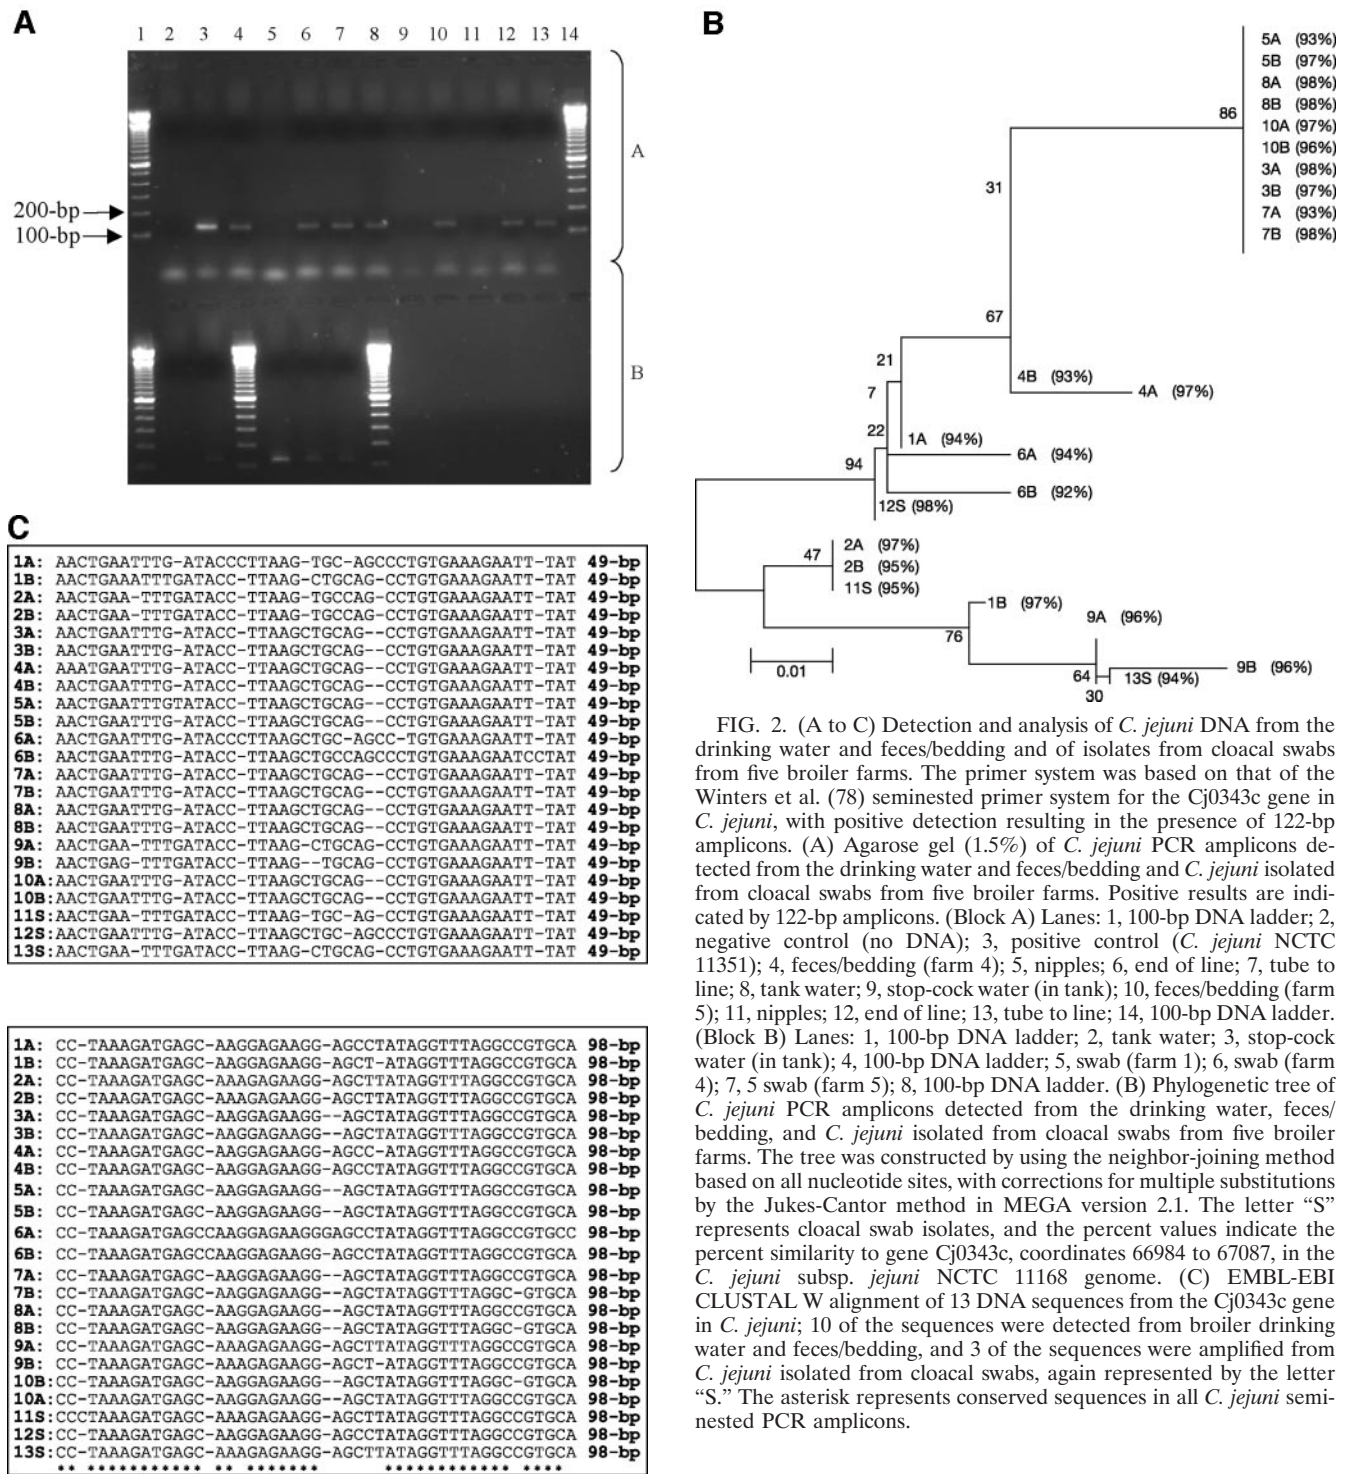 A
1 2 3 4 5 6 7 8 9 10 11 12 13 14
200-bp
100-bp
A
B
B
5A (93%)
5B (97%)
8A (98%)
8B (98%)
10A (97%)
10B (96%)
3A (98%)
3B (97%)
7A (93%)
7B (98%)
86
31
67
21
7
22
94
4B (93%)
4A (97%)
1A (94%)
6A (94%)
6B (92%)
12S (98%)
47
2A (97%)
2B (95%)
11S (95%)
1B (97%)
9A (96%)
76
64
9B (96%)
13S (94%)
30
0.01
C
1A: AACTGAATTTG-ATACCCTTAAG-TGC-AGCCCTGTGAAAGAATT-TAT 49-bp
1B: AACTGAAATTTGATACC-TTAAG-CTGCAG-CCTGTGAAAGAATT-TAT 49-bp
2A: AACTGAA-TTTGATACC-TTAAG-TGCCAG-CCTGTGAAAGAATT-TAT 49-bp
2B: AACTGAA-TTTGATACC-TTAAG-TGCCAG-CCTGTGAAAGAATT-TAT 49-bp
3A: AACTGAATTTG-ATACC-TTAAGCTGCAG--CCTGTGAAAGAATT-TAT 49-bp
3B: AACTGAATTTG-ATACC-TTAAGCTGCAG--CCTGTGAAAGAATT-TAT 49-bp
4A: AAATGAATTTG-ATACC-TTAAGCTGCAG--CCTGTGAAAGAATT-TAT 49-bp
4B: AACTGAATTTG-ATACC-TTAAGCTGCAG--CCTGTGAAAGAATT-TAT 49-bp
5A: AACTGAATTTGTATACC-TTAAGCTGCAG--CCTGTGAAAGAATT-TAT 49-bp
5B: AACTGAATTTG-ATACC-TTAAGCTGCAG--CCTGTGAAAGAATT-TAT 49-bp
6A: AACTGAATTTG-ATACCCTTAAGCTGC-AGCC-TGTGAAAGAATT-TAT 49-bp
6B: AACTGAATTTG-ATACC-TTAAGCTGCCAGCCCTGTGAAAGAATCCTAT 49-bp
7A: AACTGAATTTG-ATACC-TTAAGCTGCAG--CCTGTGAAAGAATT-TAT 49-bp
7B: AACTGAATTTG-ATACC-TTAAGCTGCAG--CCTGTGAAAGAATT-TAT 49-bp
8A: AACTGAATTTG-ATACC-TTAAGCTGCAG--CCTGTGAAAGAATT-TAT 49-bp
8B: AACTGAATTTG-ATACC-TTAAGCTGCAG--CCTGTGAAAGAATT-TAT 49-bp
9A: AACTGAA-TTTGATACC-TTAAG-CTGCAG-CCTGTGAAAGAATT-TAT 49-bp
9B: AACTGAG-TTTGATACC-TTAAG--TGCAG-CCTGTGAAAGAATT-TAT 49-bp
10A:AACTGAATTTG-ATACC-TTAAGCTGCAG--CCTGTGAAAGAATT-TAT 49-bp
10B:AACTGAATTTG-ATACC-TTAAGCTGCAG--CCTGTGAAAGAATT-TAT 49-bp
11S:AACTGAA-TTTGATACC-TTAAG-TGC-AG-CCTGTGAAAGAATT-TAT 49-bp
12S:AACTGAATTTG-ATACC-TTAAGCTGC-AGCCCTGTGAAAGAATT-TAT 49-bp
13S:AACTGAA-TTTGATACC-TTAAG-CTGCAG-CCTGTGAAAGAATT-TAT 49-bp
1A: CC-TAAAGATGAGC-AAGGAGAAGG-AGCCTATAGGTTTAGGCCGTGCA 98-bp
1B: CC-TAAAGATGAGC-AAGGAGAAGG-AGCT-ATAGGTTTAGGCCGTGCA 98-bp
2A: CC-TAAAGATGAGC-AAAGAGAAGG-AGCTTATAGGTTTAGGCCGTGCA 98-bp
2B: CC-TAAAGATGAGC-AAAGAGAAGG-AGCTTATAGGTTTAGGCCGTGCA 98-bp
3A: CC-TAAAGATGAGC-AAGGAGAAGG--AGCTATAGGTTTAGGCCGTGCA 98-bp
3B: CC-TAAAGATGAGC-AAGGAGAAGG--AGCTATAGGTTTAGGCCGTGCA 98-bp
4A: CC-TAAAGATGAGC-AAGGAGAAGG-AGCC-ATAGGTTTAGGCCGTGCA 98-bp
4B: CC-TAAAGATGAGC-AAGGAGAAGG-AGCCTATAGGTTTAGGCCGTGCA 98-bp
5A: CC-TAAAGATGAGC-AAGGAGAAGG--AGCTATAGGTTTAGGCCGTGCA 98-bp
5B: CC-TAAAGATGAGC-AAGGAGAAGG--AGCTATAGGTTTAGGCCGTGCA 98-bp
6A: CC-TAAAGATGAGCCAAGGAGAAGGGAGCCTATAGGTTTAGGCCGTGCC 98-bp
6B: CC-TAAAGATGAGC-AAGGAGAAGG-AGCCTATAGGTTTAGGCCGTGCA 98-bp
7A: CC-TAAAGATGAGC-AAGGAGAAGG--AGCTATAGGTTTAGGCCGTGCA 98-bp
7B: CC-TAAAGATGAGC-AAGGAGAAGG--AGCTATAGGTTTAGGC-GTGCA 98-bp
8A: CC-TAAAGATGAGC-AAGGAGAAGG--AGCTATAGGTTTAGGCCGTGCA 98-bp
8B: CC-TAAAGATGAGC-AAGGAGAAGG--AGCTATAGGTTTAGGC-GTGCA 98-bp
9A: CC-TAAAGATGAGC-AAAGAGAAGG-AGCTTATAGGTTTAGGCCGTGCA 98-bp
9B: CC-TAAAGATGAGC-AAAGAGAAGG-AGCT-ATAGGTTTAGGCCGTGCA 98-bp
10B:CC-TAAAGATGAGC-AAGGAGAAGG--AGCTATAGGTTTAGGC-GTGCA 98-bp
10A:CC-TAAAGATGAGC-AAGGAGAAGG--AGCTATAGGTTTAGGCCGTGCA 98-bp
11S:CCCTAAAGATGAGC-AAAGAGAAGG-AGCTTATAGGTTTAGGCCGTGCA 98-bp
12S:CC-TAAAGATGAGC-AAGGAGAAGG-AGCCTATAGGTTTAGGCCGTGCA 98-bp
13S:CC-TAAAGATGAGC-AAAGAGAAGG-AGCTTATAGGTTTAGGCCGTGCA 98-bp
** *********** ** ******* *********** ****
FIG. 2. (A to C) Detection and analysis of C. jejuni DNA from the
drinking water and feces/bedding and of isolates from cloacal swabs
from five broiler farms. The primer system was based on that of the
Winters et al. (78) seminested primer system for the Cj0343c gene in
C. jejuni, with positive detection resulting in the presence of 122-bp
amplicons. (A) Agarose gel (1.5%) of C. jejuni PCR amplicons de-
tected from the drinking water and feces/bedding and C. jejuni isolated
from cloacal swabs from five broiler farms. Positive results are indi-
cated by 122-bp amplicons. (Block A) Lanes: 1, 100-bp DNA ladder; 2,
negative control (no DNA); 3, positive control (C. jejuni NCTC
11351); 4, feces/bedding (farm 4); 5, nipples; 6, end of line; 7, tube to
line; 8, tank water; 9, stop-cock water (in tank); 10, feces/bedding (farm
5); 11, nipples; 12, end of line; 13, tube to line; 14, 100-bp DNA ladder.
(Block B) Lanes: 1, 100-bp DNA ladder; 2, tank water; 3, stop-cock
water (in tank); 4, 100-bp DNA ladder; 5, swab (farm 1); 6, swab (farm
4); 7, 5 swab (farm 5); 8, 100-bp DNA ladder. (B) Phylogenetic tree of
C. jejuni PCR amplicons detected from the drinking water, feces/
bedding, and C. jejuni isolated from cloacal swabs from five broiler
farms. The tree was constructed by using the neighbor-joining method
based on all nucleotide sites, with corrections for multiple substitutions
by the Jukes-Cantor method in MEGA version 2.1. The letter “S”
represents cloacal swab isolates, and the percent values indicate the
percent similarity to gene Cj0343c, coordinates 66984 to 67087, in the
C. jejuni subsp. jejuni NCTC 11168 genome. (C) EMBL-EBI
CLUSTAL W alignment of 13 DNA sequences from the Cj0343c gene
in C. jejuni; 10 of the sequences were detected from broiler drinking
water and feces/bedding, and 3 of the sequences were amplified from
C. jejuni isolated from cloacal swabs, again represented by the letter
“S.” The asterisk represents conserved sequences in all C. jejuni semi-
nested PCR amplicons.